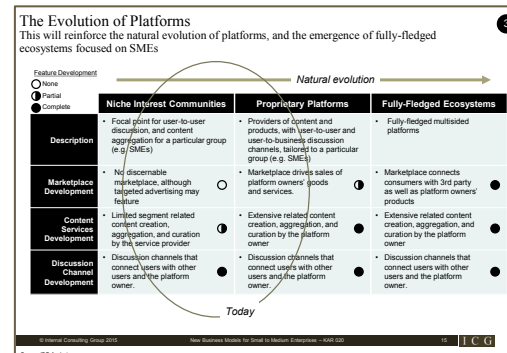 The Evolution of Platforms
This will reinforce the natural evolution of platforms, and the emergence of fully-fledged
ecosystems focused on SMEs
3
Feature Development
None
Partial
Complete
Natural evolution
Niche Interest Communities
Proprietary Platforms
Fully-Fledged Ecosystems
Description
• Focal point for user-to-user
discussion, and content
aggregation for a particular group
(e.g. SMEs)
• Providers of content and
products, with user-to-user and
user-to-business discussion
channels, tailored to a particular
group (e.g. SME)
• Fully-fledged multisided
platforms
Marketplace
Development
• No discernable
marketplace, although
targeted advertising may
feature
• Marketplace drives sales of
platform owners' goods
and services.
• Marketplace connects
consumers with 3rd party
as well as platform owners'
products
Content
Services
Development
• Limited segment related
content creation,
aggregation, and curation
by the service provider
• Extensive related content
creation, aggregation, and
curation by the platform
owner
• Extensive related content
creation, aggregation, and
curation by the platform
owner
Discussion
Channel
Development
• Discussion channels that
connect users with other
users and the platform
owner.
• Discussion channels that
connect users with other
users and the platform
owner.
• Discussion channels that
connect users with other
users and the platform
owner.
Today
© Internal Consulting Group 2015
New Business Models for Small to Medium Enterprises – KAR 020
15
ICG